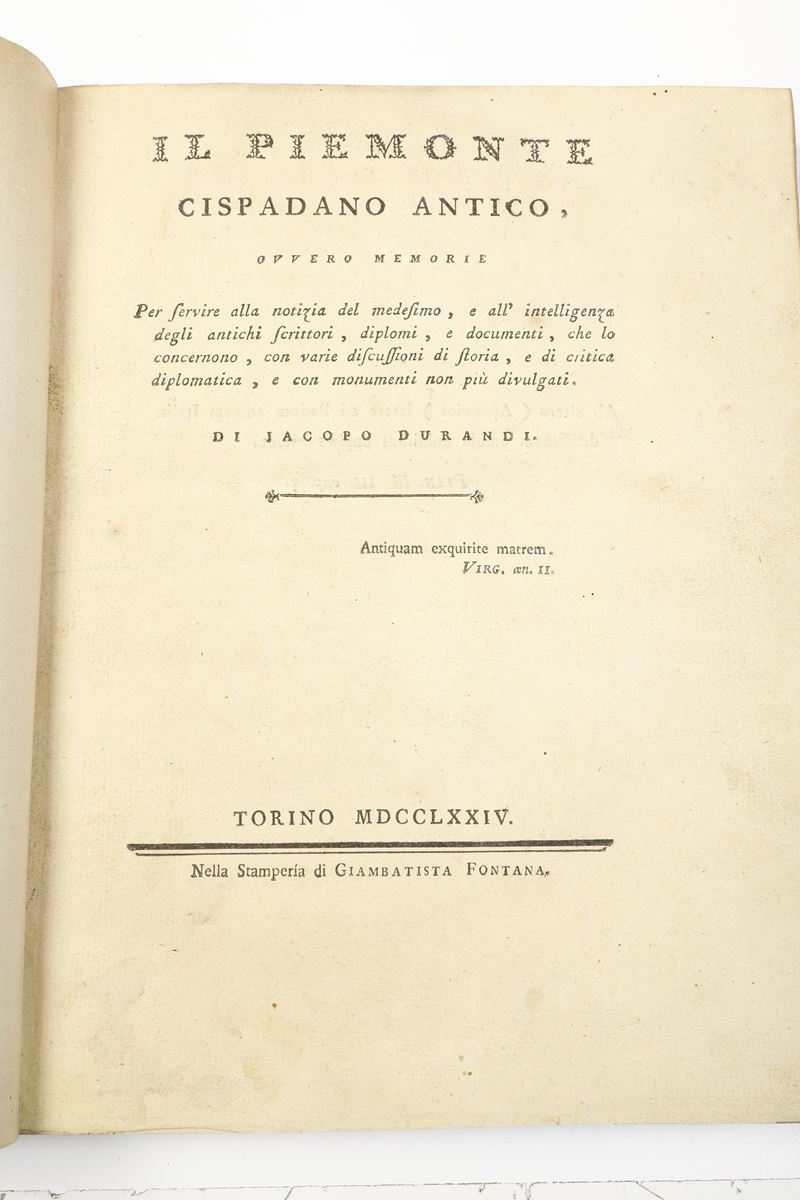 IL PIEMONTE
CISPADANO ANTICO,
OVVERO MEMORIE
Per ſervire alla notizia del medeſimo, e all' intelligenza
degli antichi ſcrittori, diplomi, e documenti, che lo
concernono, con varie diſcuſſioni di ſtoria, e di critica
diplomatica, e con monumenti non più divulgati.
DI JACOPO DURANDI.
Antiquam exquirite matrem.
VIRG. æn. II.
TORINO MDCCLXXIV.
Nella Stampería di GIAMBATISTA FONTANA.